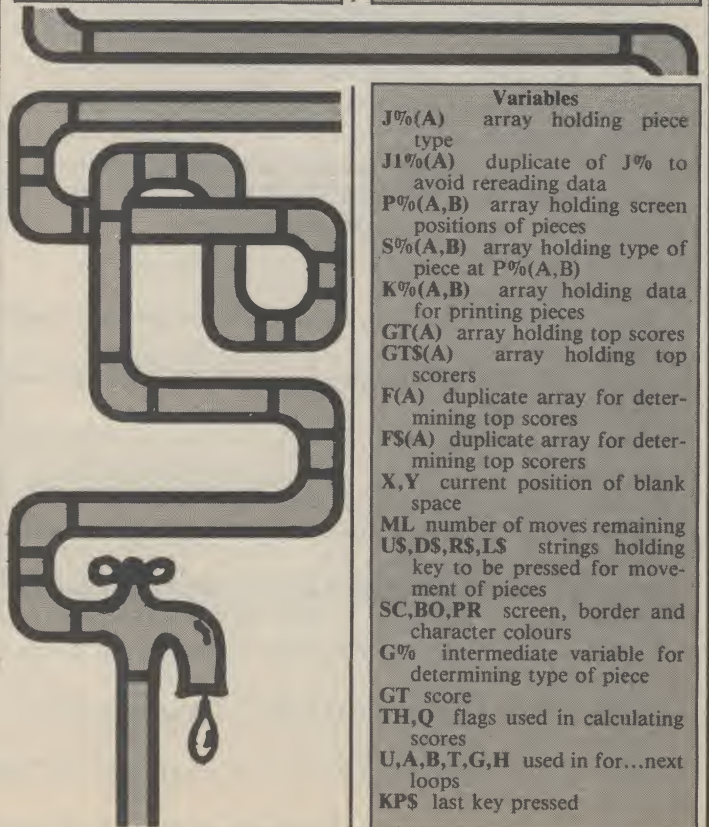 Variables
J%(A) array holding piece
type
J1%(A) duplicate of J% to
avoid rereading data
P%(A,B) array holding screen
positions of pieces
S%(A,B) array holding type of
piece at P%(A,B)
K%(A,B) array holding data
for printing pieces
GT(A) array holding top scores
GT$(A) array holding top
scorers
F(A) duplicate array for deter-
mining top scores
F$(A) duplicate array for deter-
mining top scorers
X,Y current position of blank
space
ML number of moves remaining
U$,D$,R$,L$ strings holding
key to be pressed for move-
ment of pieces
SC,BO,PR screen, border and
character colours
G% intermediate variable for
determining type of piece
GT score
TH,Q flags used in calculating
scores
U,A,B,T,G,H used in for...next
loops
KP$ last key pressed